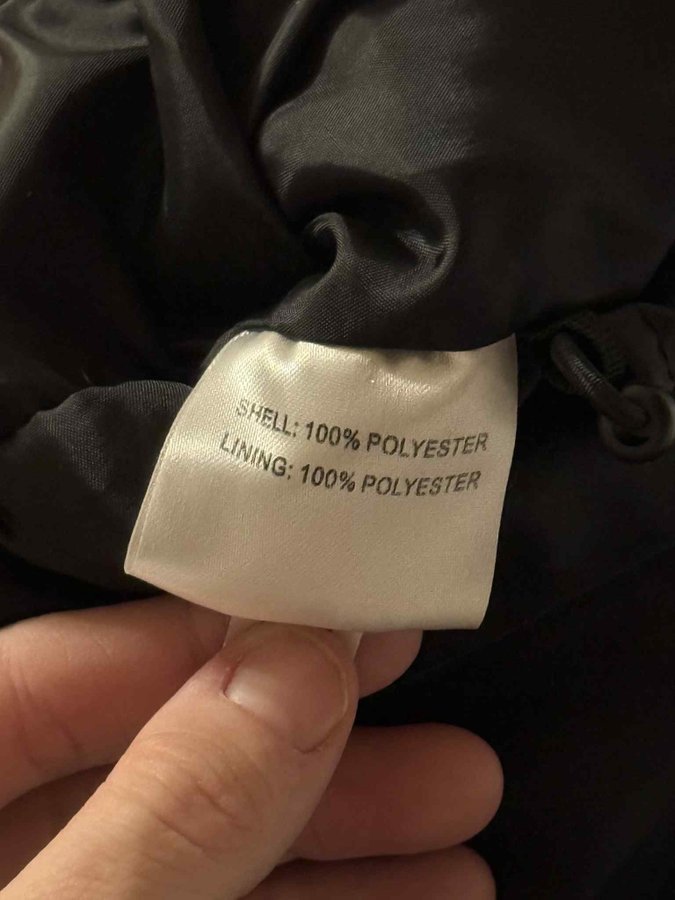 SHELL: 100% POLYESTER
LINING: 100% POLYESTER